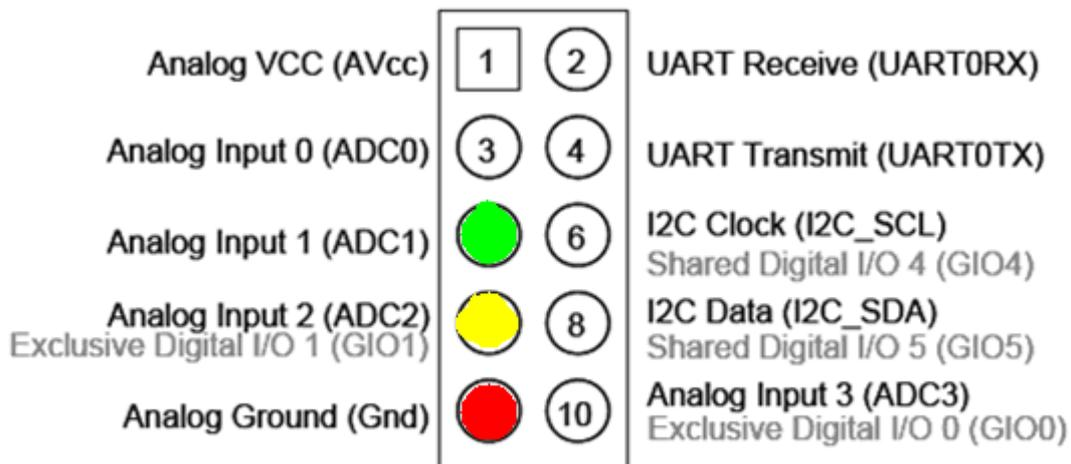 Analog VCC (AVcc) 1 2 UART Receive (UART0RX)
Analog Input 0 (ADC0) 3 4 UART Transmit (UART0TX)
Analog Input 1 (ADC1) 6 I2C Clock (I2C_SCL)
Shared Digital I/O 4 (GIO4)
Analog Input 2 (ADC2) 8 I2C Data (I2C_SDA)
Exclusive Digital I/O 1 (GIO1) Shared Digital I/O 5 (GIO5)
Analog Ground (Gnd) 10 Analog Input 3 (ADC3)
Exclusive Digital I/O 0 (GIO0)